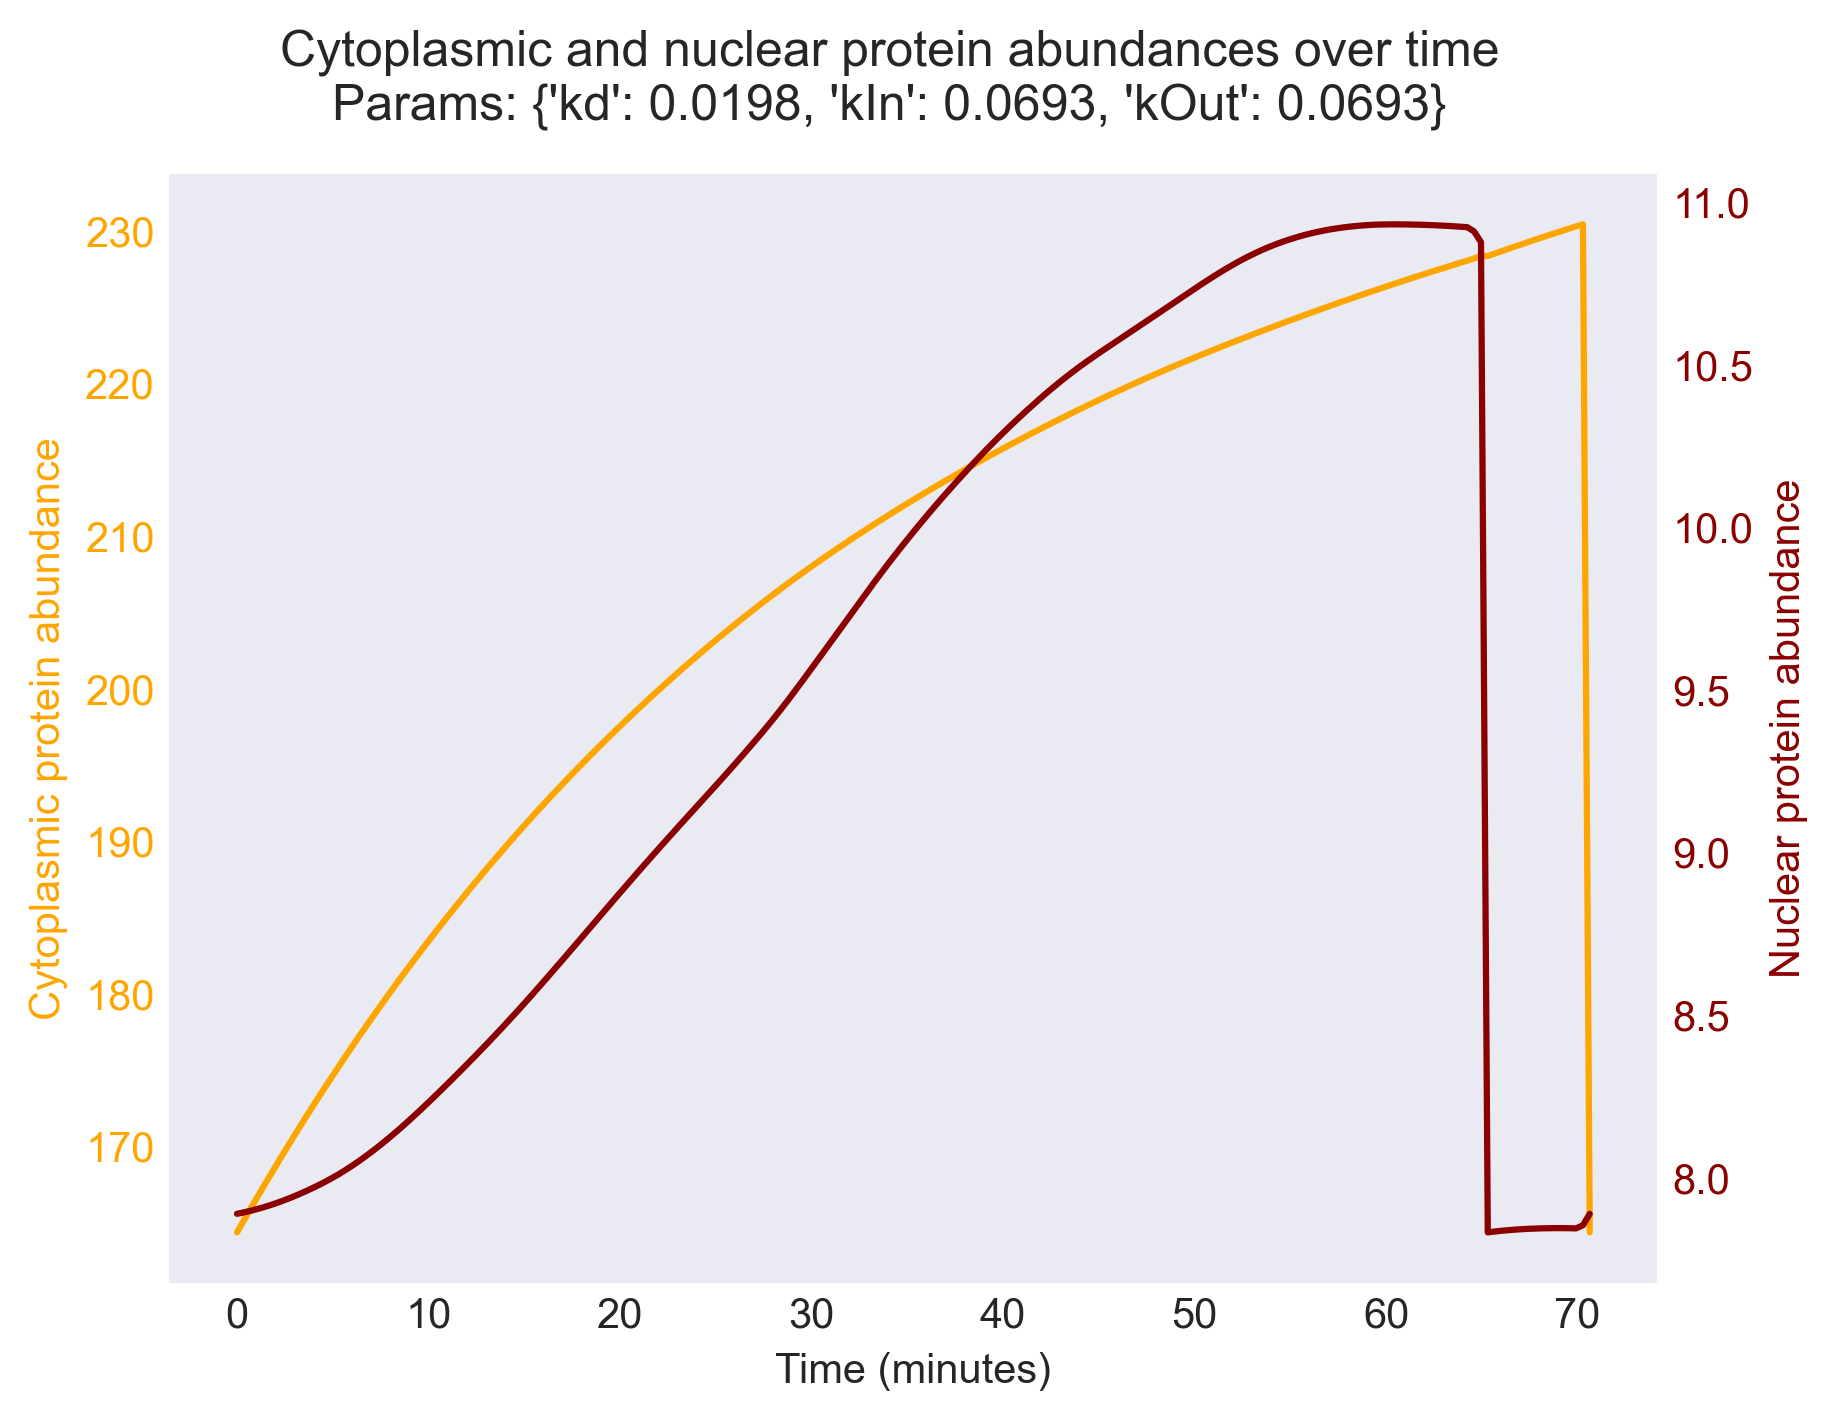 Cytoplasmic and nuclear protein abundances over time
Params: {'kd': 0.0198, 'kIn': 0.0693, 'kOut': 0.0693}
Cytoplasmic protein abundance
230
220
210
200
190
180
170
11.0
10.5
10.0
9.5
9.0
8.5
8.0
Nuclear protein abundance
0 10 20 30 40 50 60 70
Time (minutes)